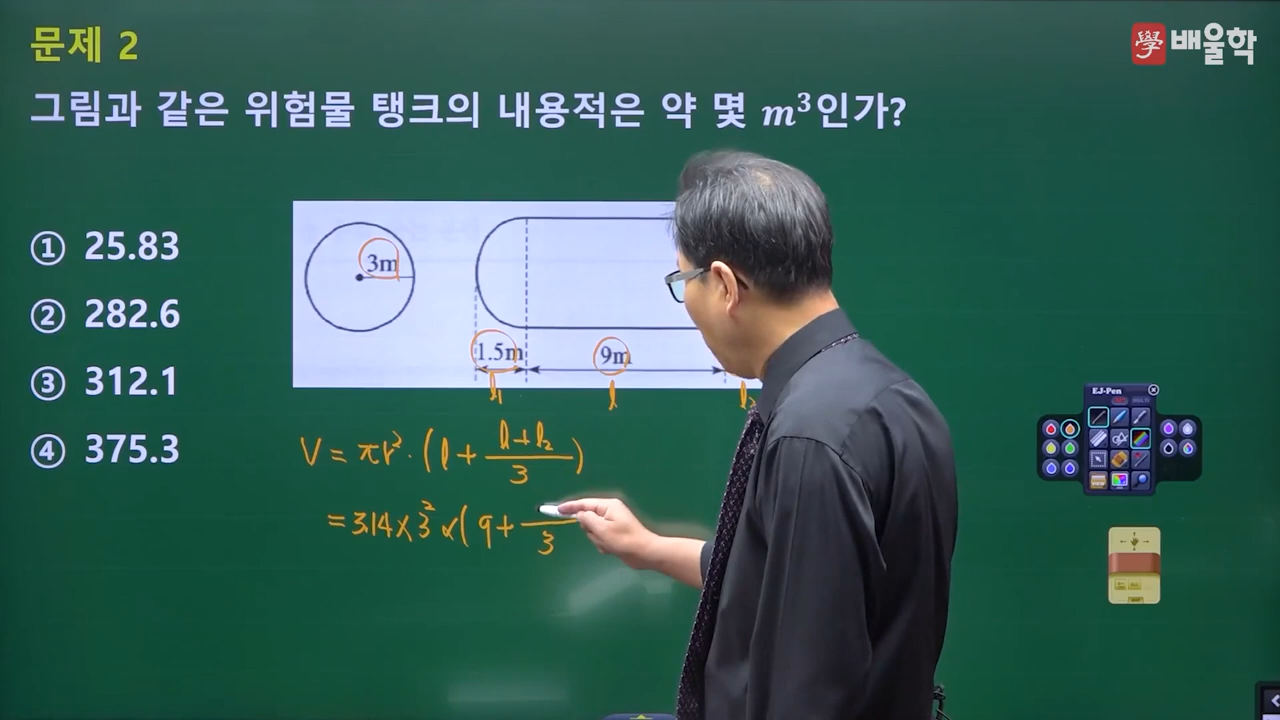 문제 2
學 배울학
그림과 같은 위험물 탱크의 내용적은 약 몇 m³인가?
① 25.83
② 282.6
③ 312.1
④ 375.3
3m
1.5m
9m
l₁
l
l₂
V = πr²·(l + l+l₂/3)
= 3.14×3²×(9+ /3
EJ-Pen